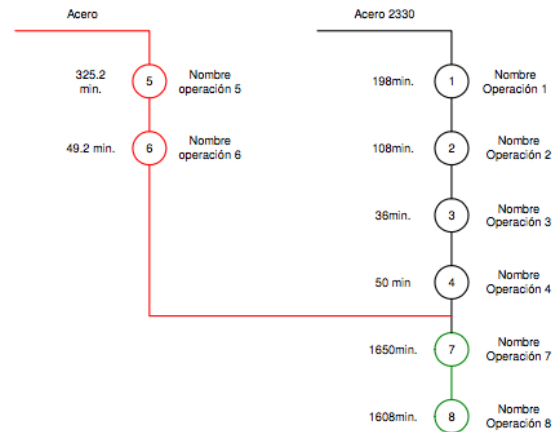 Acero
Acero 2330
325.2
min.
5
Nombre
operación 5
198min.
1
Nombre
Operación 1
49.2 min.
6
Nombre
operación 6
108min.
2
Nombre
Operación 2
36min.
3
Nombre
Operación 3
50 min
4
Nombre
Operación 4
1650min.
7
Nombre
Operación 7
1608min.
8
Nombre
Operación 8